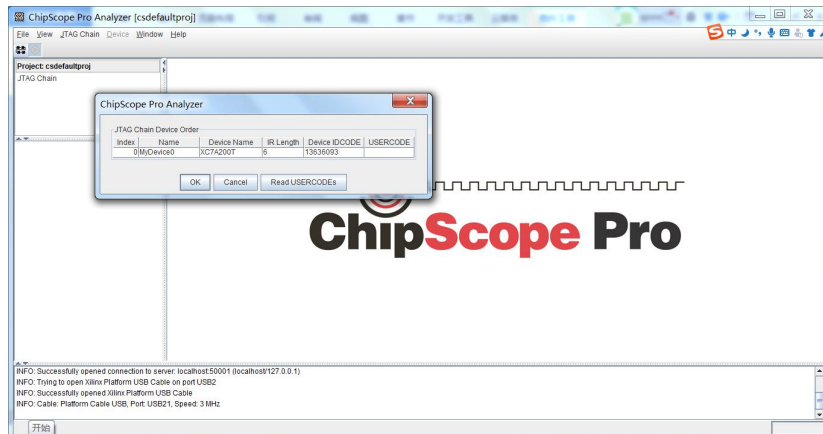 ChipScope Pro Analyzer [csdefaultproj]
File View JTAG Chain Device Window Help
中
Project: csdefaultproj
JTAG Chain
ChipScope Pro Analyzer
JTAG Chain Device Order
Index Name Device Name IR Length Device IDCODE USERCODE
0 MyDevice0 XC7A200T 6 13636093
OK Cancel Read USERCODEs
ChipScope Pro
INFO: Successfully opened connection to server: localhost:50001 (localhost/127.0.0.1)
INFO: Trying to open Xilinx Platform USB Cable on port USB2
INFO: Successfully opened Xilinx Platform USB Cable
INFO: Cable: Platform Cable USB, Port: USB21, Speed: 3 MHz
开始